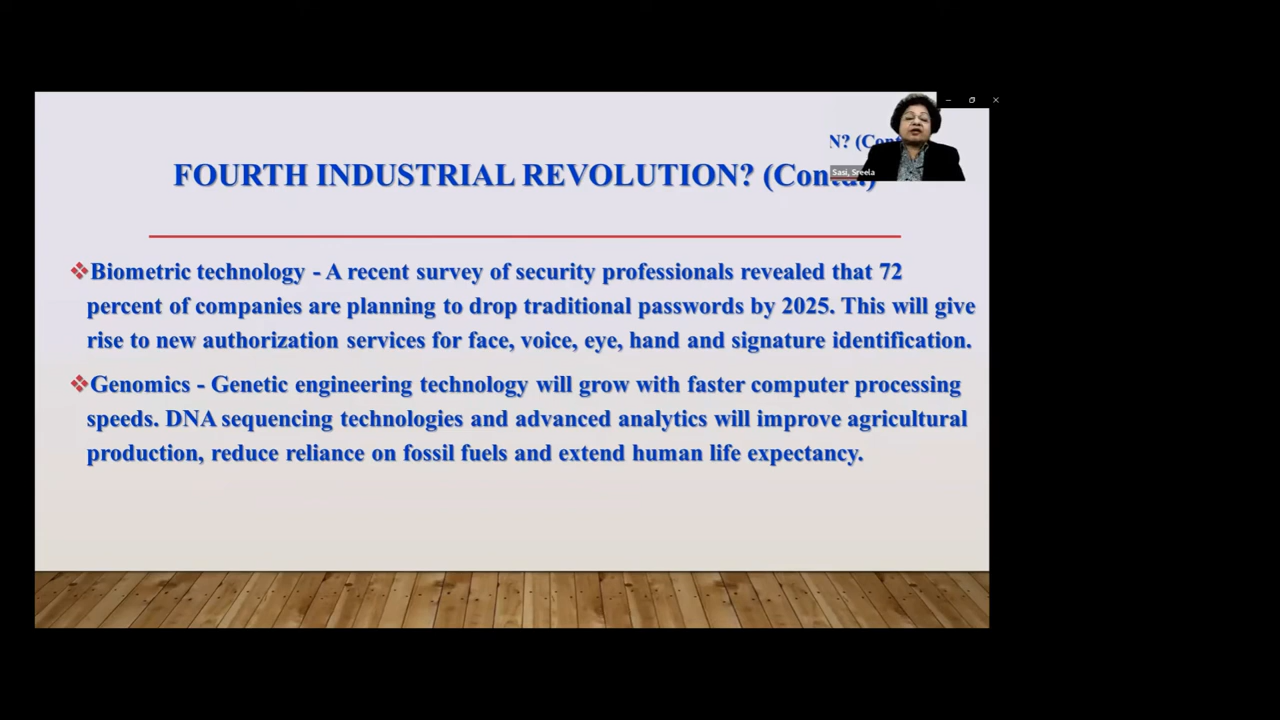 N? (Cont
FOURTH INDUSTRIAL REVOLUTION? (Contd.)
Sasi, Sreela
Biometric technology - A recent survey of security professionals revealed that 72
percent of companies are planning to drop traditional passwords by 2025. This will give
rise to new authorization services for face, voice, eye, hand and signature identification.
Genomics - Genetic engineering technology will grow with faster computer processing
speeds. DNA sequencing technologies and advanced analytics will improve agricultural
production, reduce reliance on fossil fuels and extend human life expectancy.